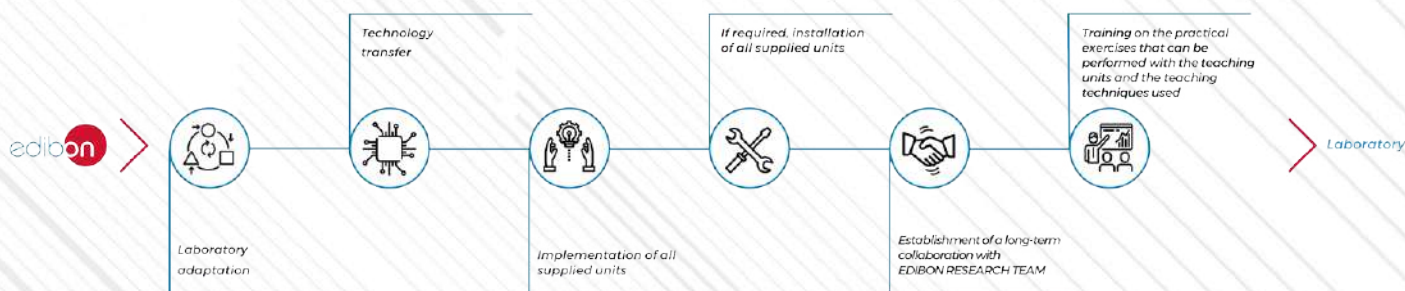 edibon
Laboratory
adaptation
Technology
transfer
Implementation of all
supplied units
If required, installation
of all supplied units
Establishment of a long-term
collaboration with
EDIBON RESEARCH TEAM
Training on the practical
exercises that can be
performed with the teaching
units and the teaching
techniques used
Laboratory